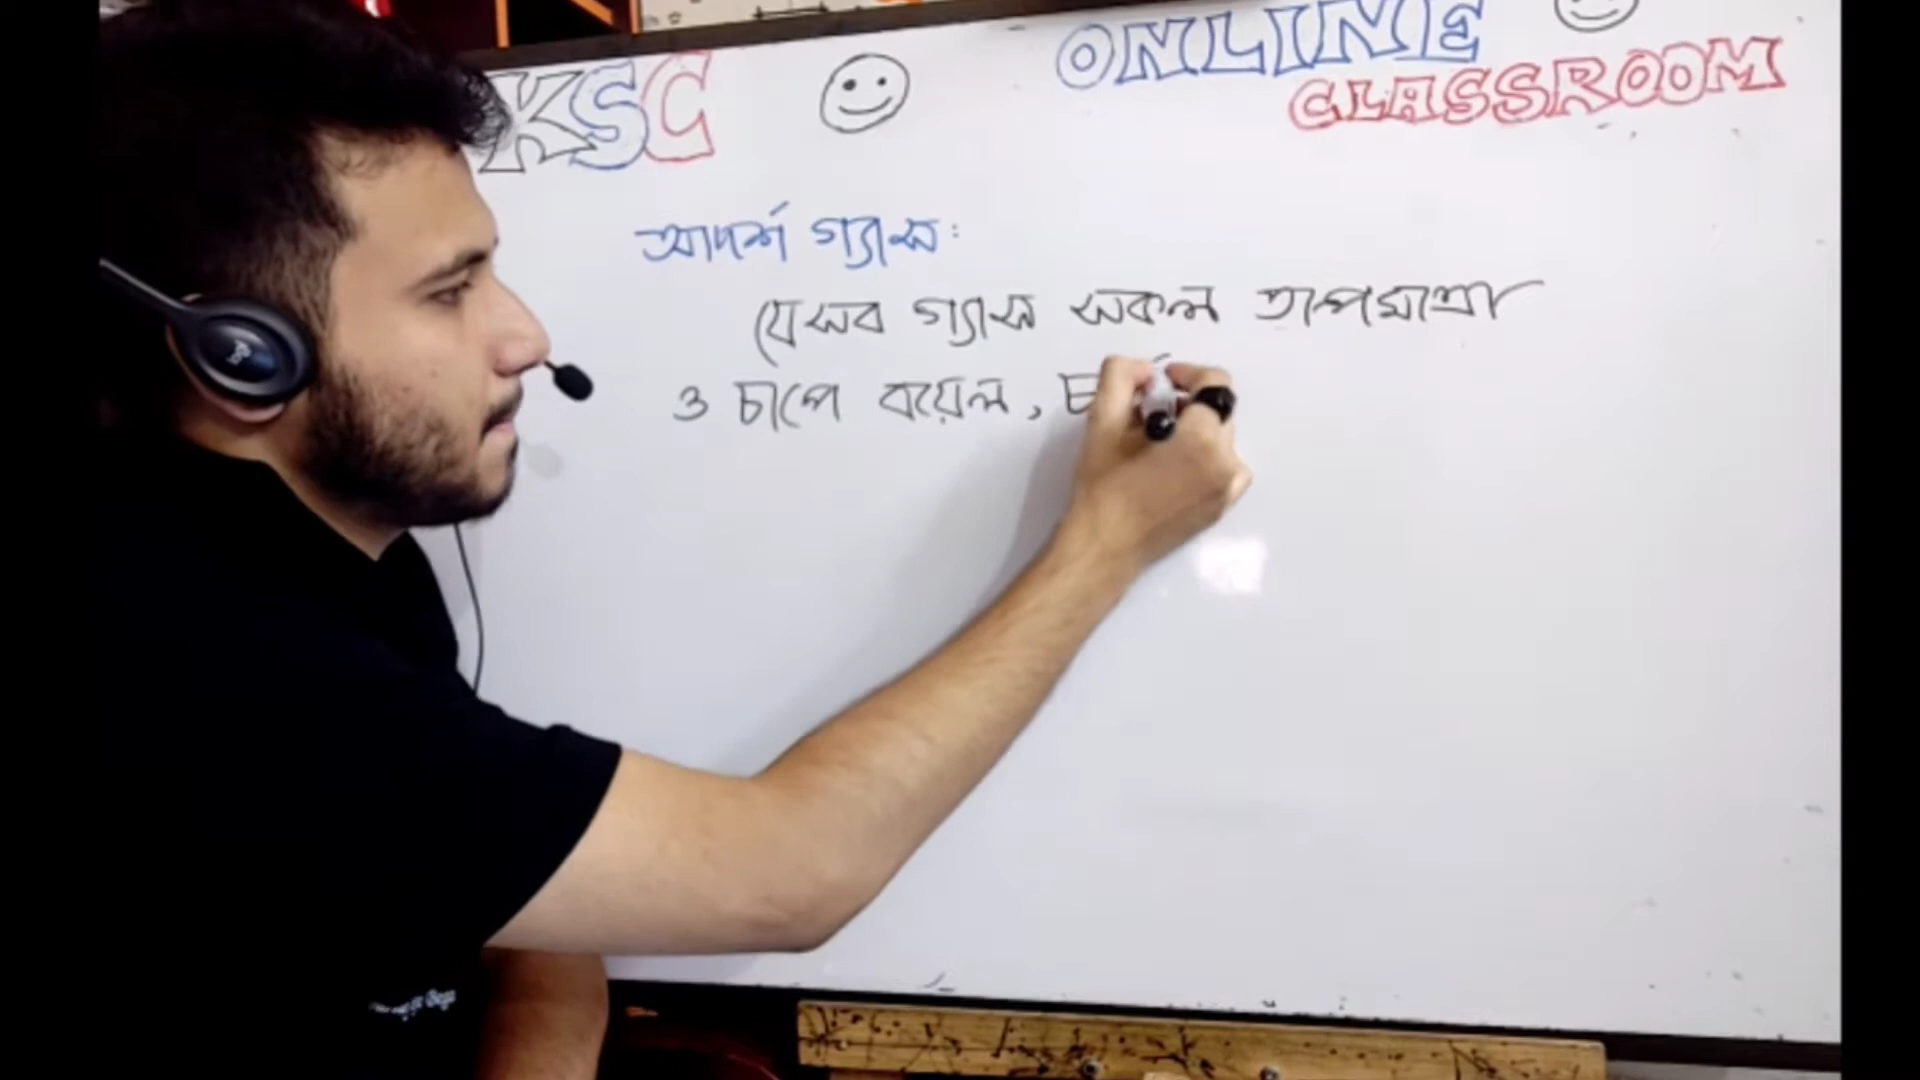 KSC
ONLINE
CLASSROOM
আদর্শ গ্যাস:
যেসব গ্যাস সকল তাপমাত্রা
ও চাপে বয়েল, চ